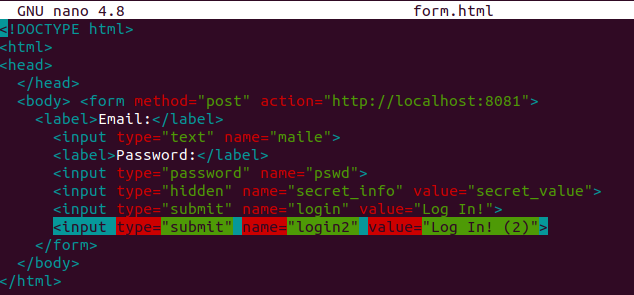 GNU nano 4.8 form.html
<!DOCTYPE html>
<html>
<head>
</head>
<body> <form method="post" action="http://localhost:8081">
<label>Email:</label>
<input type="text" name="maile">
<label>Password:</label>
<input type="password" name="pswd">
<input type="hidden" name="secret_info" value="secret_value">
<input type="submit" name="login" value="Log In!">
<input type="submit" name="login2" value="Log In! (2)">
</form>
</body>
</html>